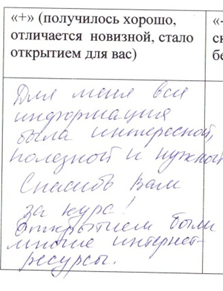 «+» (получилось хорошо,
отличается новизной, стало
открытием для вас)
Для меня вся
информация
была интересной,
полезной и нужной
Спасибо Вам
за курс!
Открытием были
многие интернет-
ресурсы.